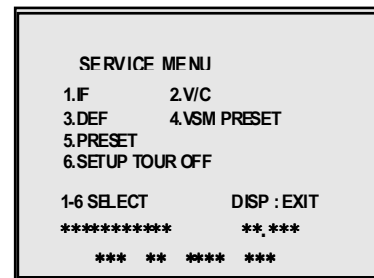 SERVICE MENU
1.IF 2.V/C
3.DEF 4.VSM PRESET
5.PRESET
6.SETUP TOUR OFF
1-6 SELECT DISP : EXIT
*********** **.***
*** ** **** ***